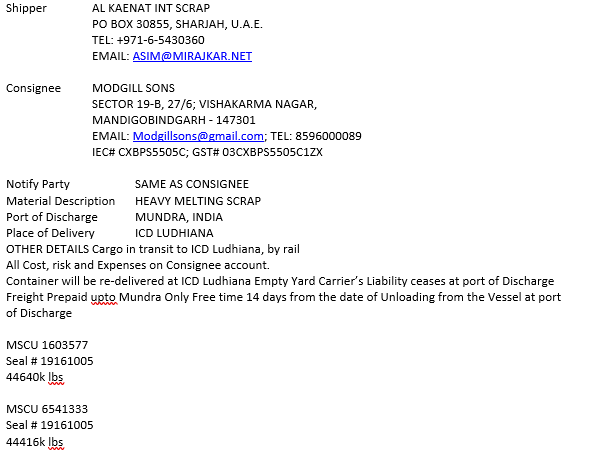 Shipper AL KAENAT INT SCRAP
PO BOX 30855, SHARJAH, U.A.E.
TEL: +971-6-5430360
EMAIL: ASIM@MIRAJKAR.NET
Consignee MODGILL SONS
SECTOR 19-B, 27/6; VISHAKARMA NAGAR,
MANDIGOBINDGARH - 147301
EMAIL: Modgillsons@gmail.com; TEL: 8596000089
IEC# CXBPS5505C; GST# 03CXBPS5505C1ZX
Notify Party SAME AS CONSIGNEE
Material Description HEAVY MELTING SCRAP
Port of Discharge MUNDRA, INDIA
Place of Delivery ICD LUDHIANA
OTHER DETAILS Cargo in transit to ICD Ludhiana, by rail
All Cost, risk and Expenses on Consignee account.
Container will be re-delivered at ICD Ludhiana Empty Yard Carrier's Liability ceases at port of Discharge
Freight Prepaid upto Mundra Only Free time 14 days from the date of Unloading from the Vessel at port
of Discharge
MSCU 1603577
Seal # 19161005
44640k lbs
MSCU 6541333
Seal # 19161005
44416k lbs